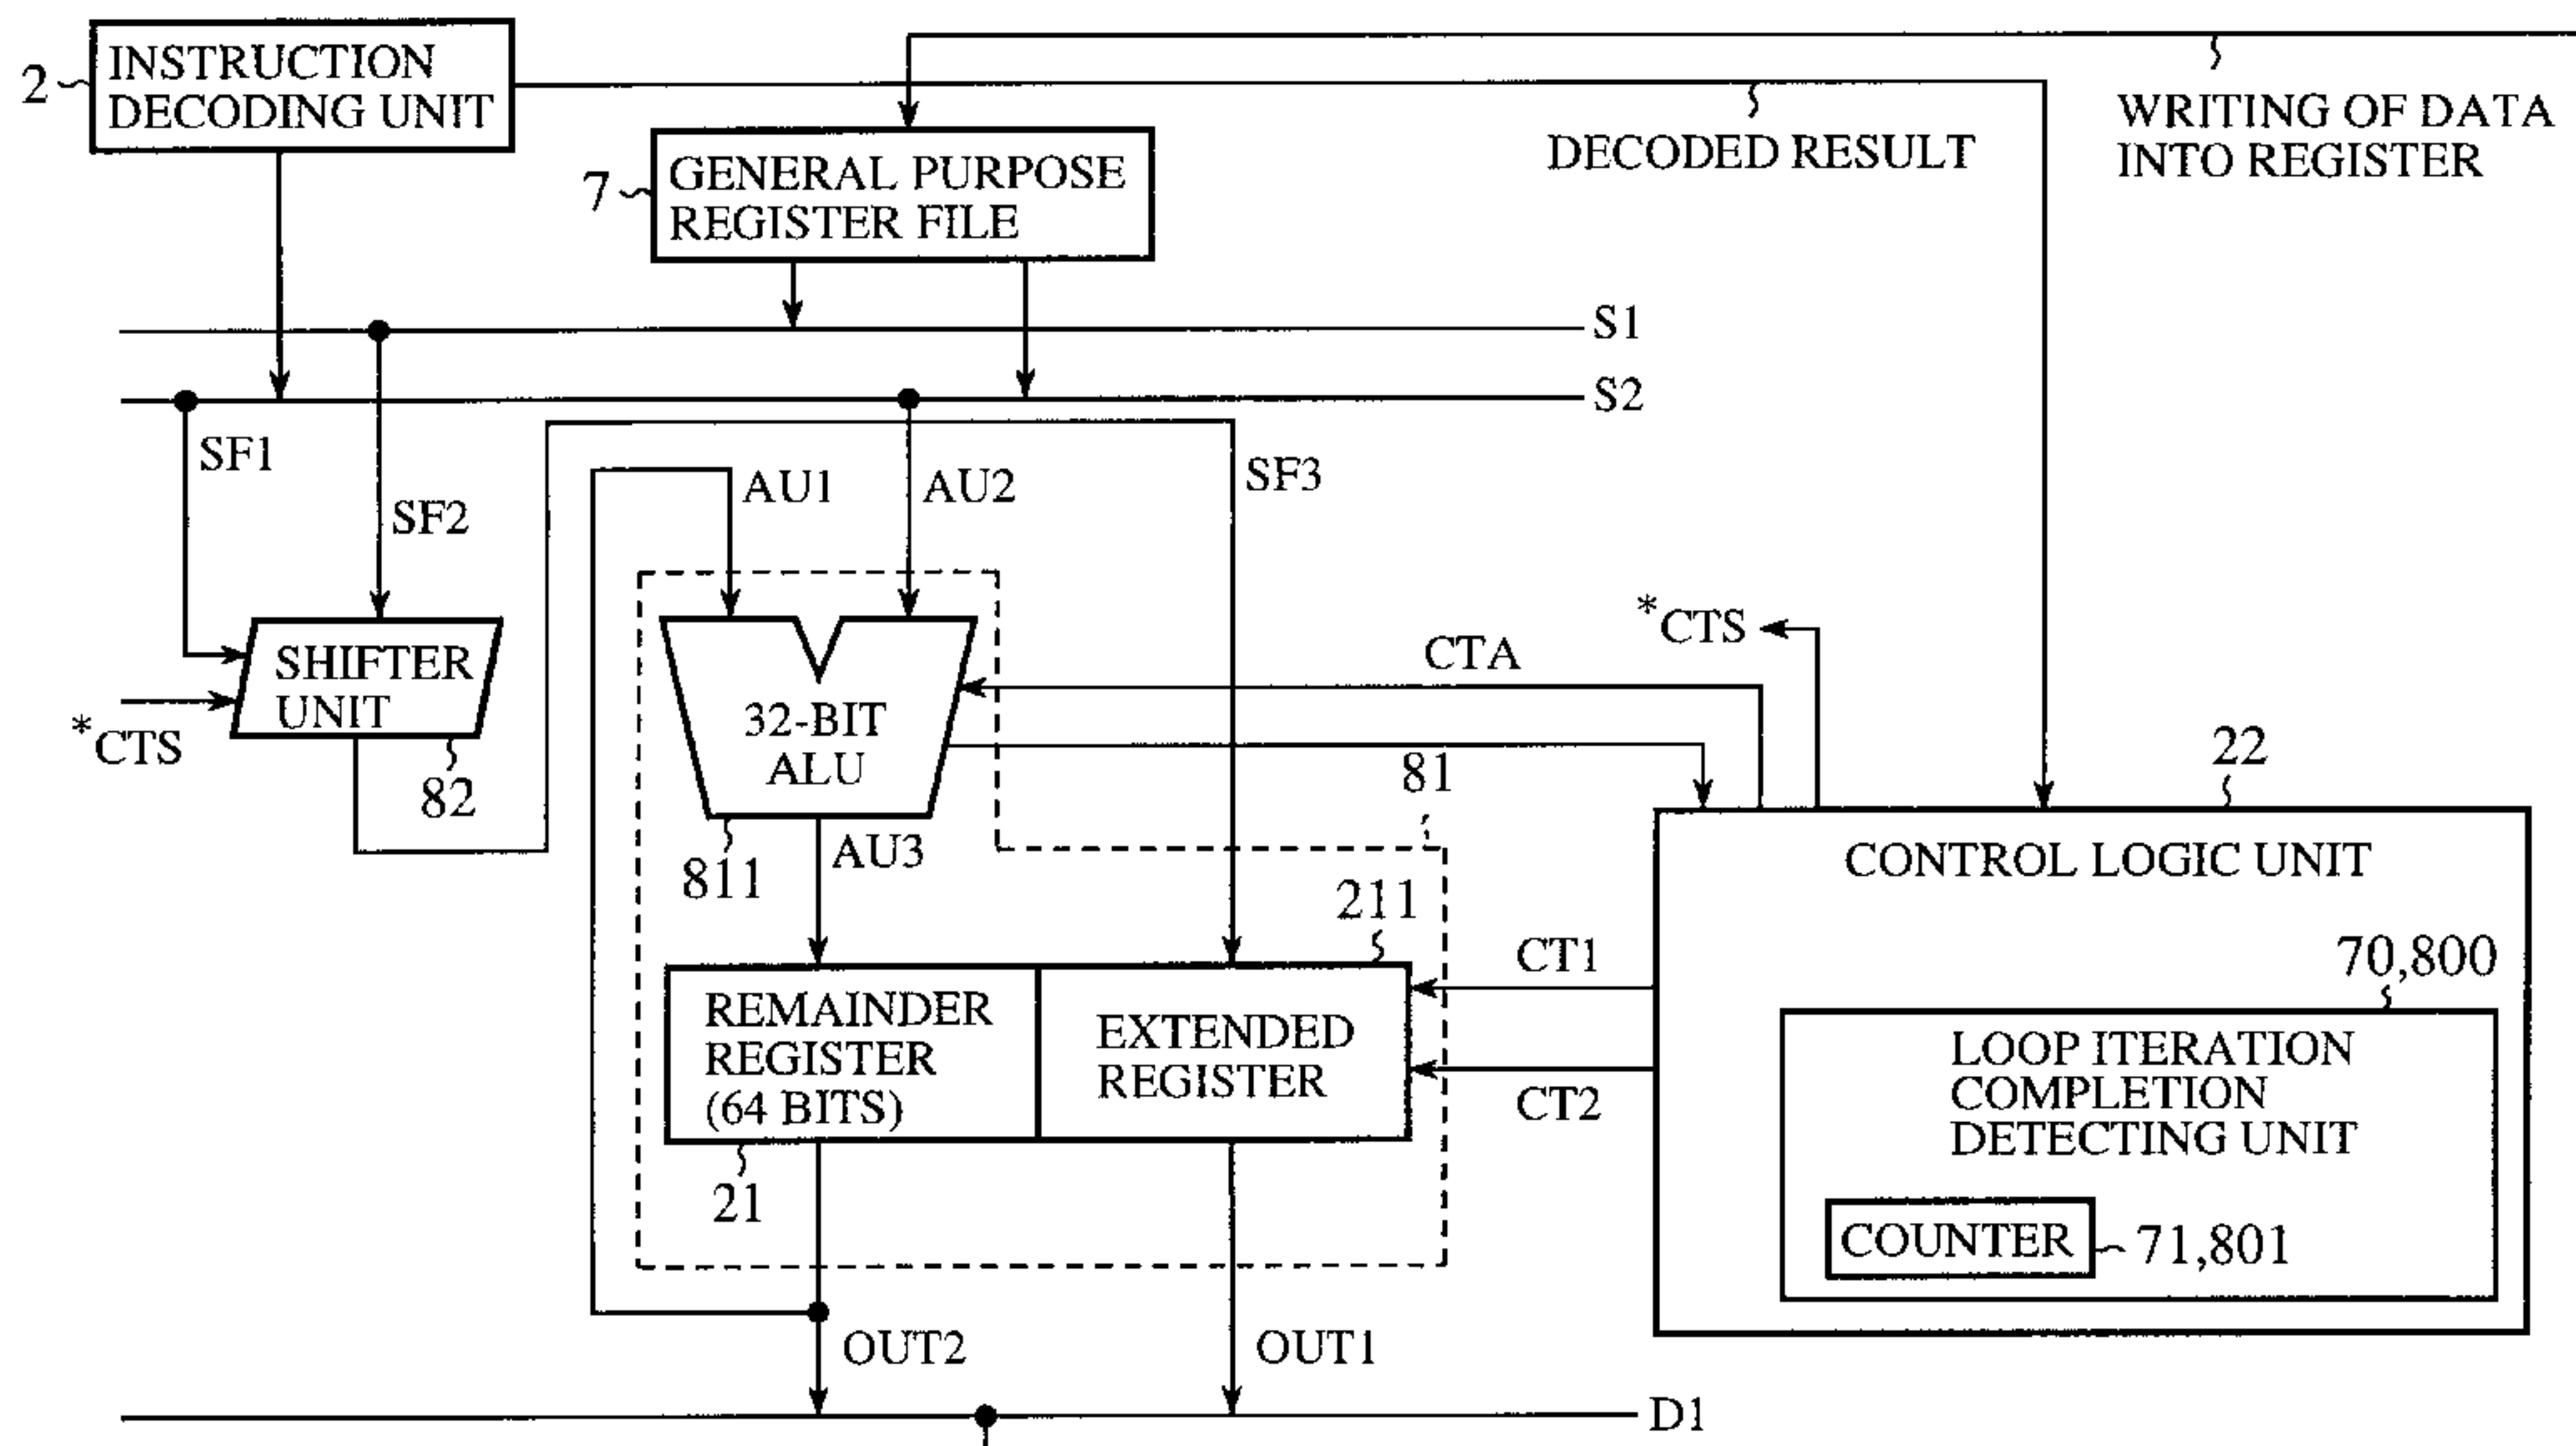 INSTRUCTION
DECODING UNIT
2
GENERAL PURPOSE
REGISTER FILE
7
DECODED RESULT
WRITING OF DATA
INTO REGISTER
S1
S2
SF1
SF2
AU1
AU2
SF3
SHIFTER
UNIT
*CTS
82
32-BIT
ALU
811
AU3
CTA
*CTS
81
22
CONTROL LOGIC UNIT
211
CT1
CT2
REMAINDER
REGISTER
(64 BITS)
21
EXTENDED
REGISTER
70,800
LOOP ITERATION
COMPLETION
DETECTING UNIT
COUNTER
71,801
OUT2
OUT1
D1